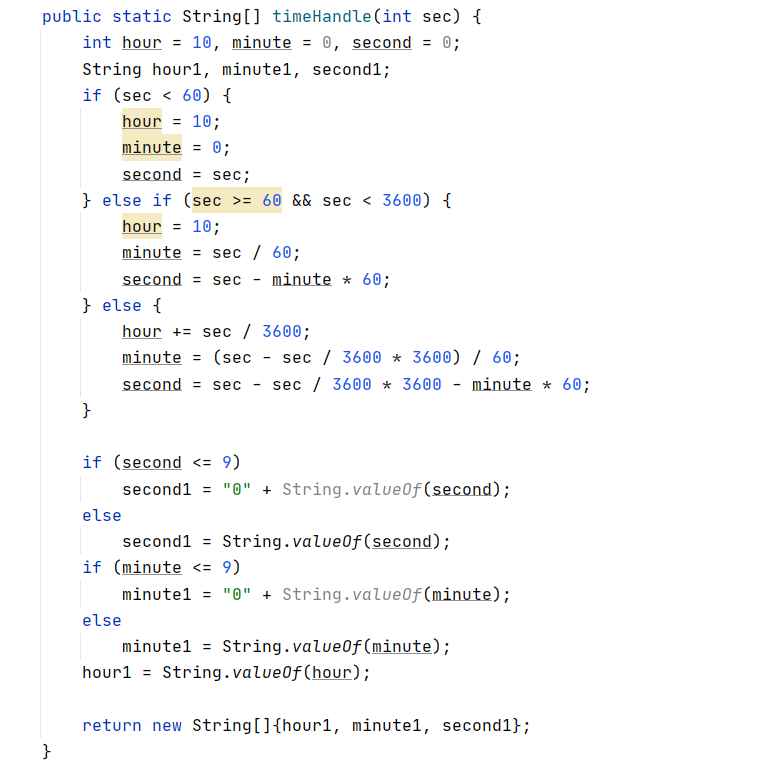 public static String[] timeHandle(int sec) {
    int hour = 10, minute = 0, second = 0;
    String hour1, minute1, second1;
    if (sec < 60) {
        hour = 10;
        minute = 0;
        second = sec;
    } else if (sec >= 60 && sec < 3600) {
        hour = 10;
        minute = sec / 60;
        second = sec - minute * 60;
    } else {
        hour += sec / 3600;
        minute = (sec - sec / 3600 * 3600) / 60;
        second = sec - sec / 3600 * 3600 - minute * 60;
    }

    if (second <= 9)
        second1 = "0" + String.valueOf(second);
    else
        second1 = String.valueOf(second);
    if (minute <= 9)
        minute1 = "0" + String.valueOf(minute);
    else
        minute1 = String.valueOf(minute);
    hour1 = String.valueOf(hour);

    return new String[]{hour1, minute1, second1};
}